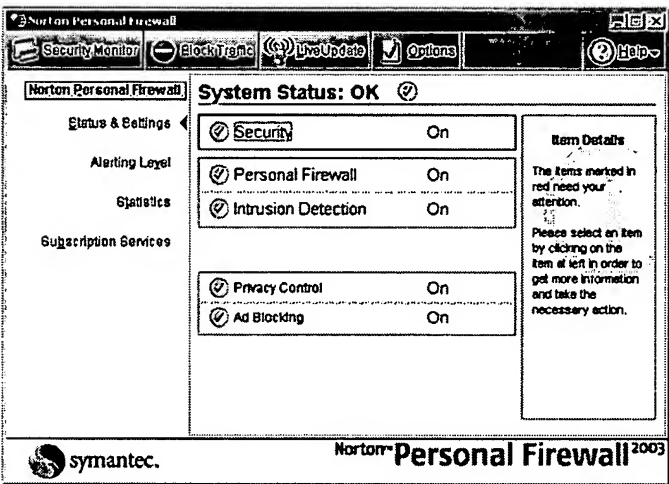 Norton Personal Firewall
Security Monitor Block Traffic LiveUpdate Options Help
Norton Personal Firewall
Status & Settings
Alerting Level
Statistics
Subscription Services
System Status: OK
Security On
Personal Firewall On
Intrusion Detection On
Privacy Control On
Ad Blocking On
Item Details
The items marked in
red need your
attention.
Please select an item
by clicking on the
item at left in order to
get more information
and take the
necessary action.
symantec.
Norton™ Personal Firewall 2003